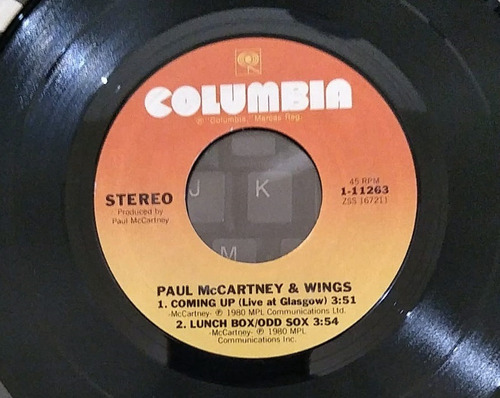 COLUMBIA
® "Columbia," Marcas Reg.
STEREO
Produced by
Paul McCartney
45 RPM
1-11263
ZSS 167211
J K
M
PAUL McCARTNEY & WINGS
1. COMING UP (Live at Glasgow) 3:51
-McCartney- ℗ 1980 MPL Communications Ltd.
2. LUNCH BOX/ODD SOX 3:54
-McCartney- ℗ 1980 MPL
Communications Inc.